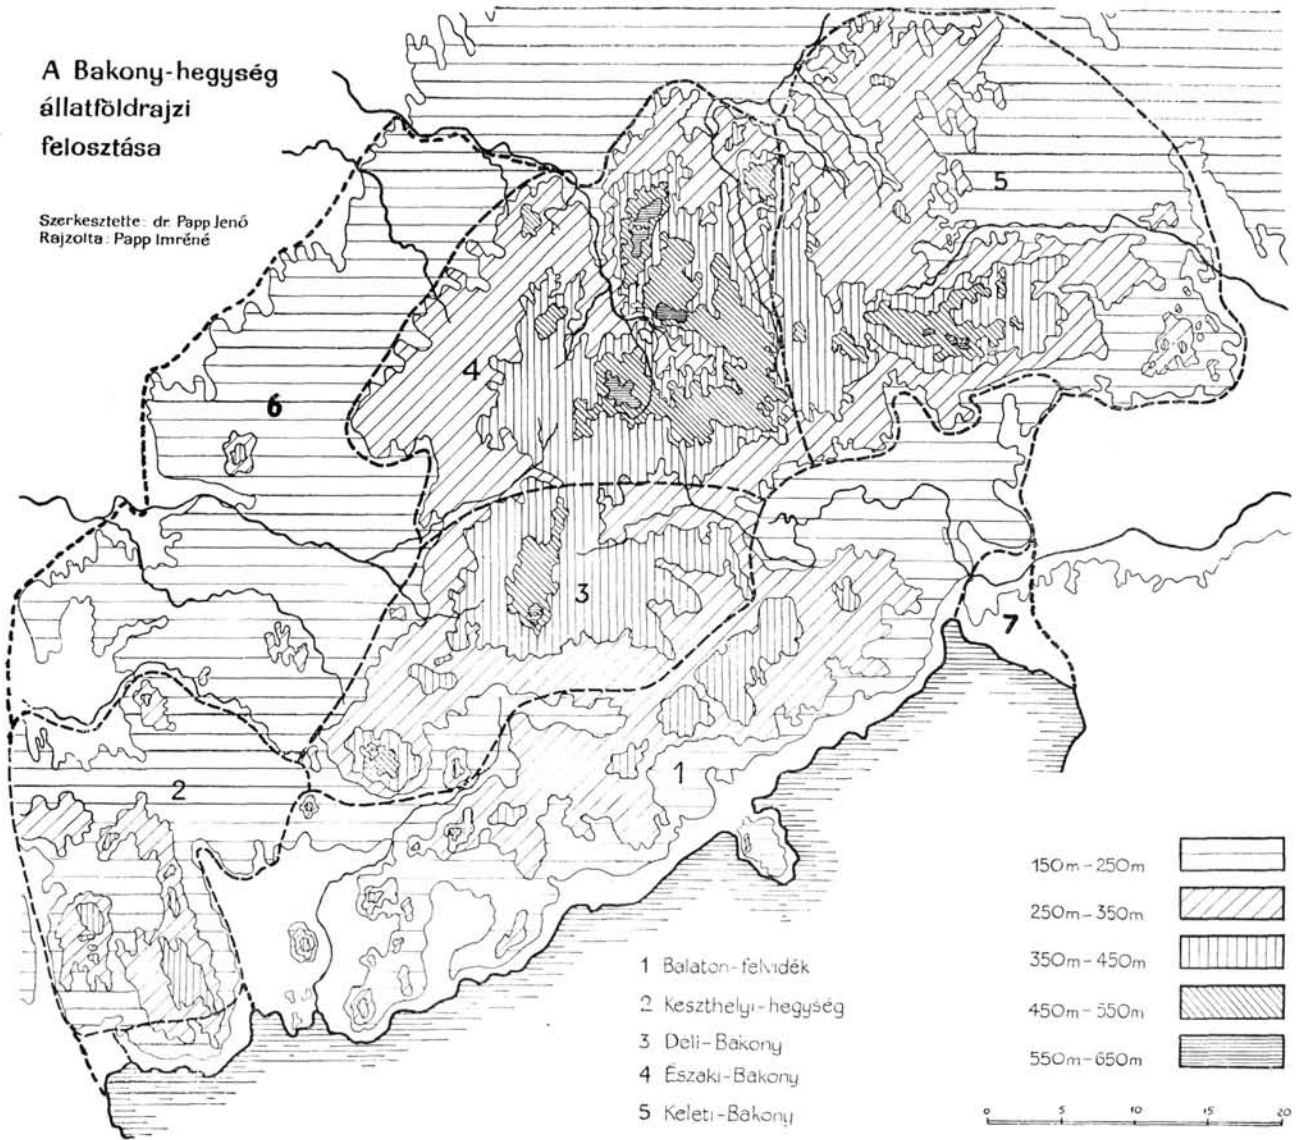 A Bakony-hegység
állatföldrajzi
felosztása
Szerkesztette: dr. Papp Jenő
Rajzolta: Papp Imréné
5
4
6
3
7
2
1
150m-250m
250m-350m
350m-450m
450m-550m
550m-650m
1 Balaton-felvidék
2 Keszthelyi-hegység
3 Déli-Bakony
4 Északi-Bakony
5 Keleti-Bakony
0 5 10 15 20